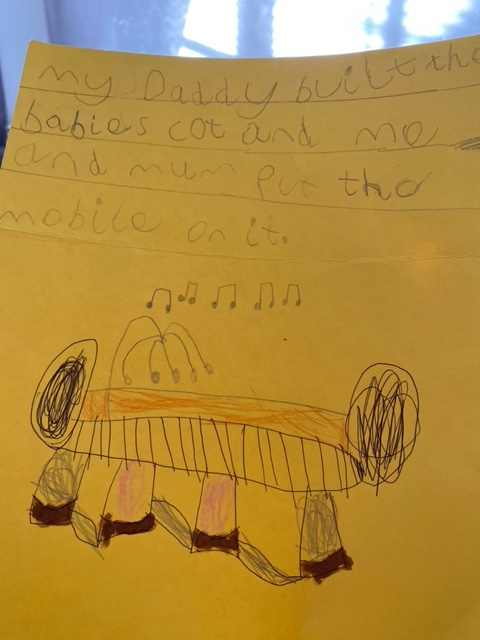 my Daddy built the
babies cot and me
and mum put the
mobile on it.